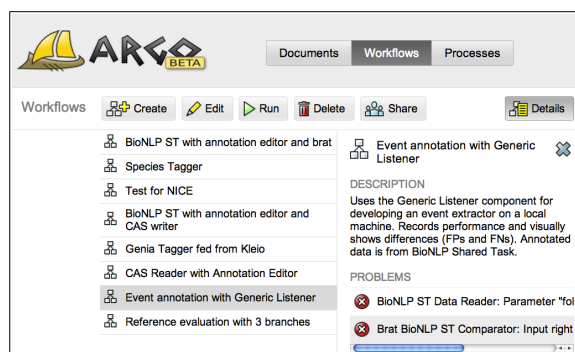 ARGO
BETA
Documents Workflows Processes
Workflows Create Edit Run Delete Share Details
BioNLP ST with annotation editor and brat
Species Tagger
Test for NICE
BioNLP ST with annotation editor and
CAS writer
Genia Tagger fed from Kleio
CAS Reader with Annotation Editor
Event annotation with Generic Listener
Reference evaluation with 3 branches
Event annotation with Generic
Listener
DESCRIPTION
Uses the Generic Listener component for
developing an event extractor on a local
machine. Records performance and visually
shows differences (FPs and FNs). Annotated
data is from BioNLP Shared Task.
PROBLEMS
BioNLP ST Data Reader: Parameter "fol
Brat BioNLP ST Comparator: Input right